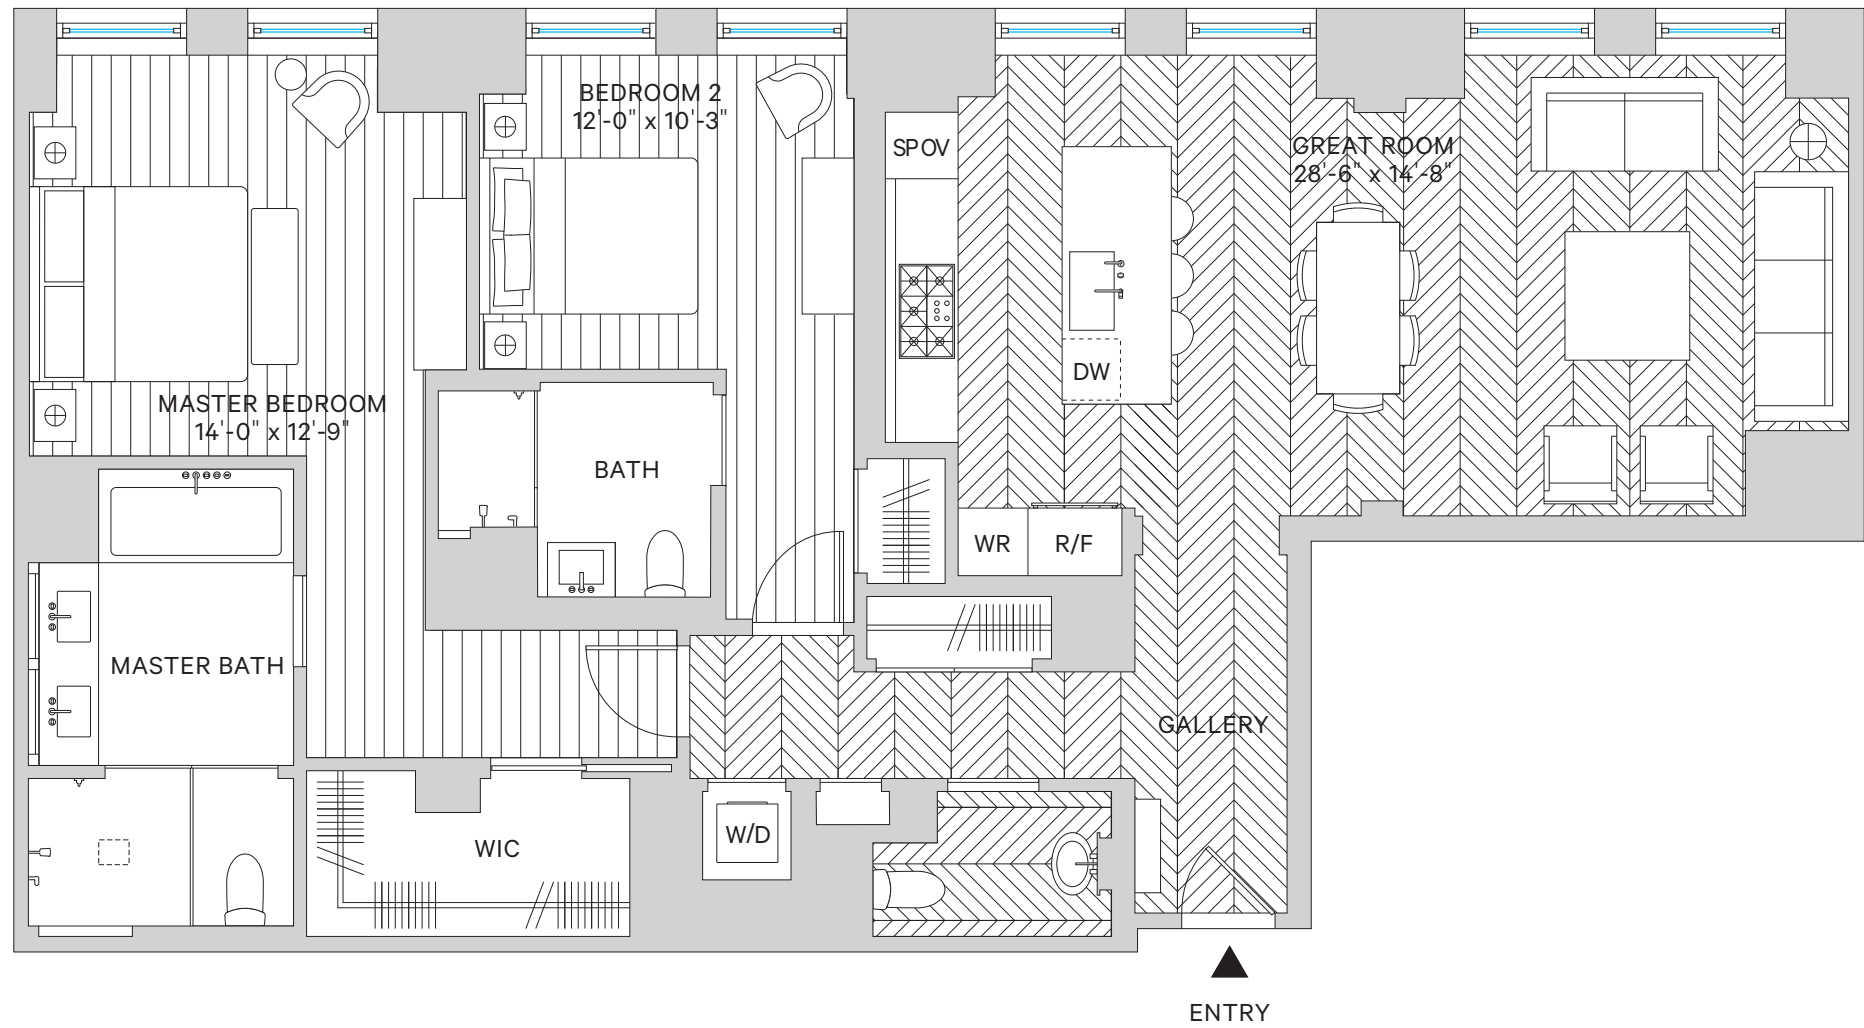 BEDROOM 2
12'-0" x 10'-3"
SPOV
GREAT ROOM
28'-6" x 14'-8"
DW
MASTER BEDROOM
14'-0" x 12'-9"
BATH
WR
R/F
MASTER BATH
GALLERY
W/D
WIC
ENTRY